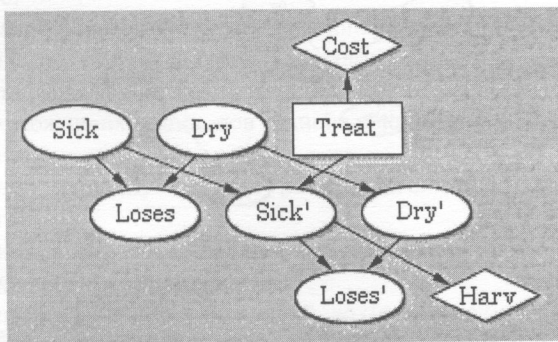 Cost
Sick
Dry
Treat
Loses
Sick'
Dry'
Loses'
Harv